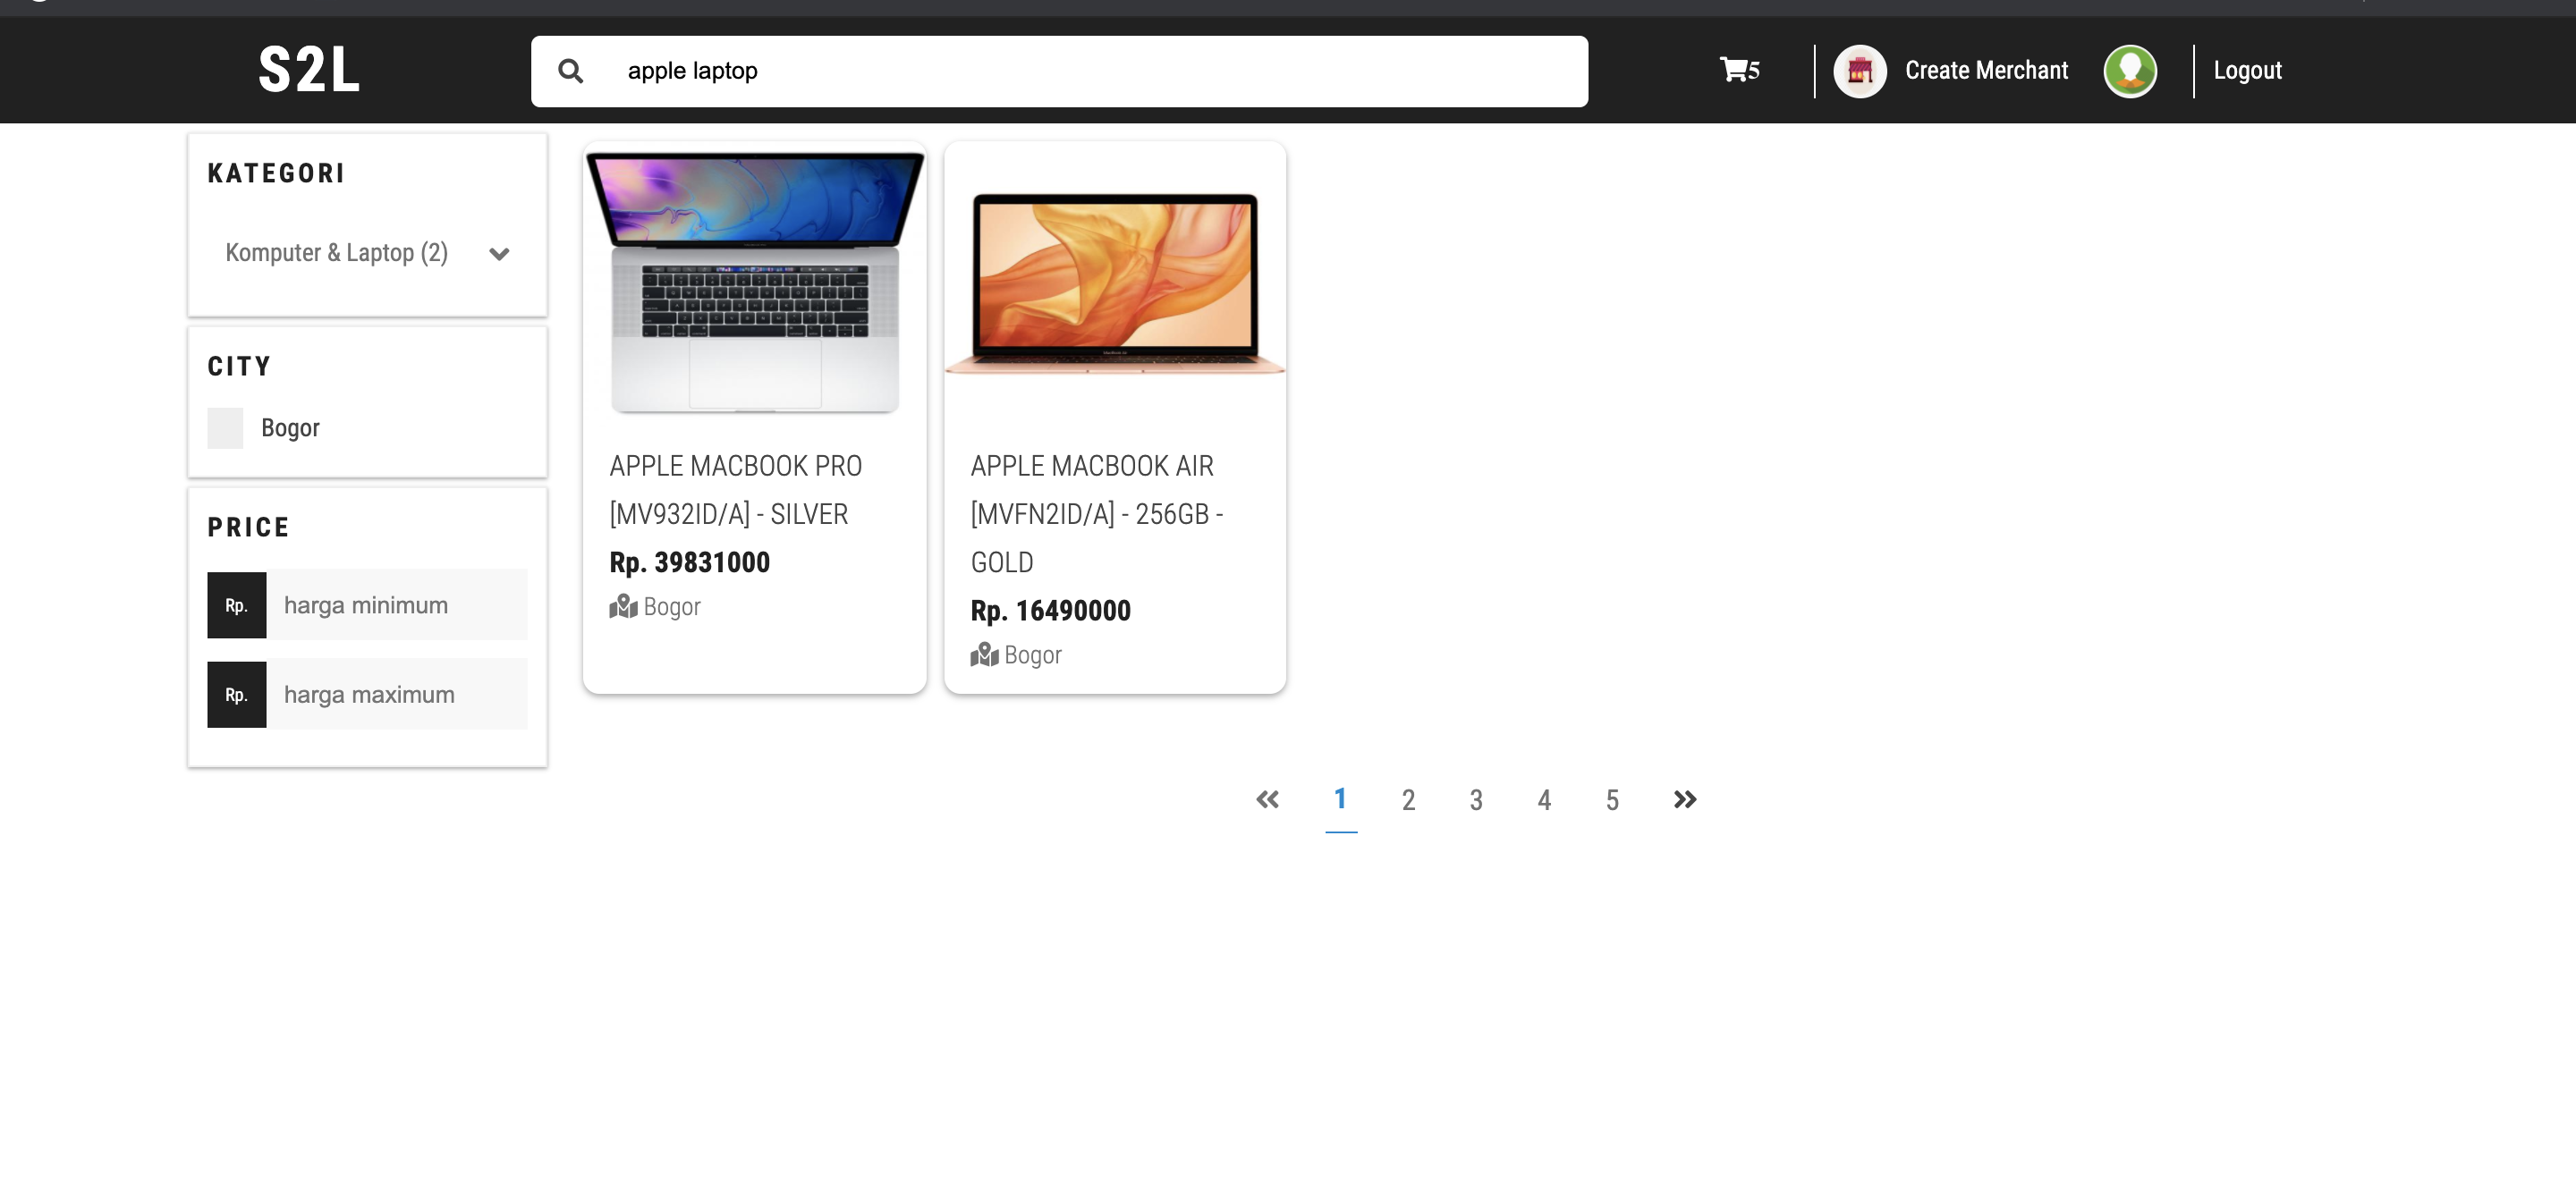 S2L
apple laptop
5
Create Merchant
Logout
KATEGORI
Komputer & Laptop (2)
CITY
Bogor
PRICE
Rp. harga minimum
Rp. harga maximum
APPLE MACBOOK PRO
[MV932ID/A] - SILVER
Rp. 39831000
Bogor
APPLE MACBOOK AIR
[MVFN2ID/A] - 256GB -
GOLD
Rp. 16490000
Bogor
« 1 2 3 4 5 »